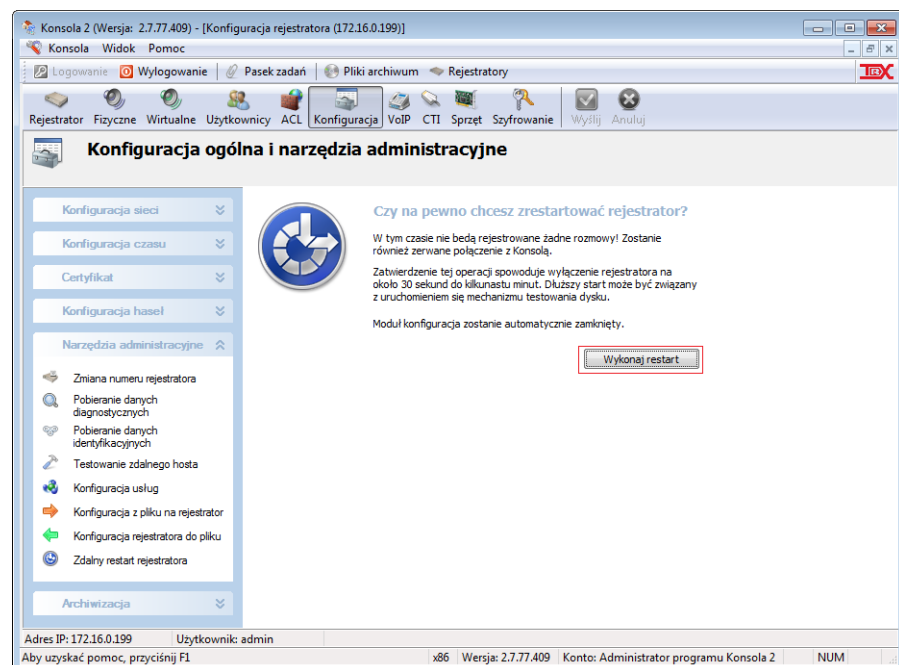 Konsola 2 (Wersja: 2.7.77.409) - [Konfiguracja rejestratora (172.16.0.199)]
Konsola Widok Pomoc
Logowanie Wylogowanie Pasek zadań Pliki archiwum Rejestratory
TRX
Rejestrator Fizyczne Wirtualne Użytkownicy ACL Konfiguracja VoIP CTI Sprzęt Szyfrowanie Wyślij Anuluj
Konfiguracja ogólna i narzędzia administracyjne
Konfiguracja sieci
Konfiguracja czasu
Certyfikat
Konfiguracja haseł
Narzędzia administracyjne
Zmiana numeru rejestratora
Pobieranie danych
diagnostycznych
Pobieranie danych
identyfikacyjnych
Testowanie zdalnego hosta
Konfiguracja usług
Konfiguracja z pliku na rejestrator
Konfiguracja rejestratora do pliku
Zdalny restart rejestratora
Archiwizacja
Czy na pewno chcesz zrestartować rejestrator?
W tym czasie nie bedą rejestrowane żadne rozmowy! Zostanie
również zerwane połączenie z Konsolą.
Zatwierdzenie tej operacji spowoduje wyłączenie rejestratora na
około 30 sekund do kilkunastu minut. Dłuższy start może być związany
z uruchomieniem się mechanizmu testowania dysku.
Moduł konfiguracja zostanie automatycznie zamknięty.
Wykonaj restart
Adres IP: 172.16.0.199 Użytkownik: admin
Aby uzyskać pomoc, przyciśnij F1 x86 Wersja: 2.7.77.409 Konto: Administrator programu Konsola 2 NUM